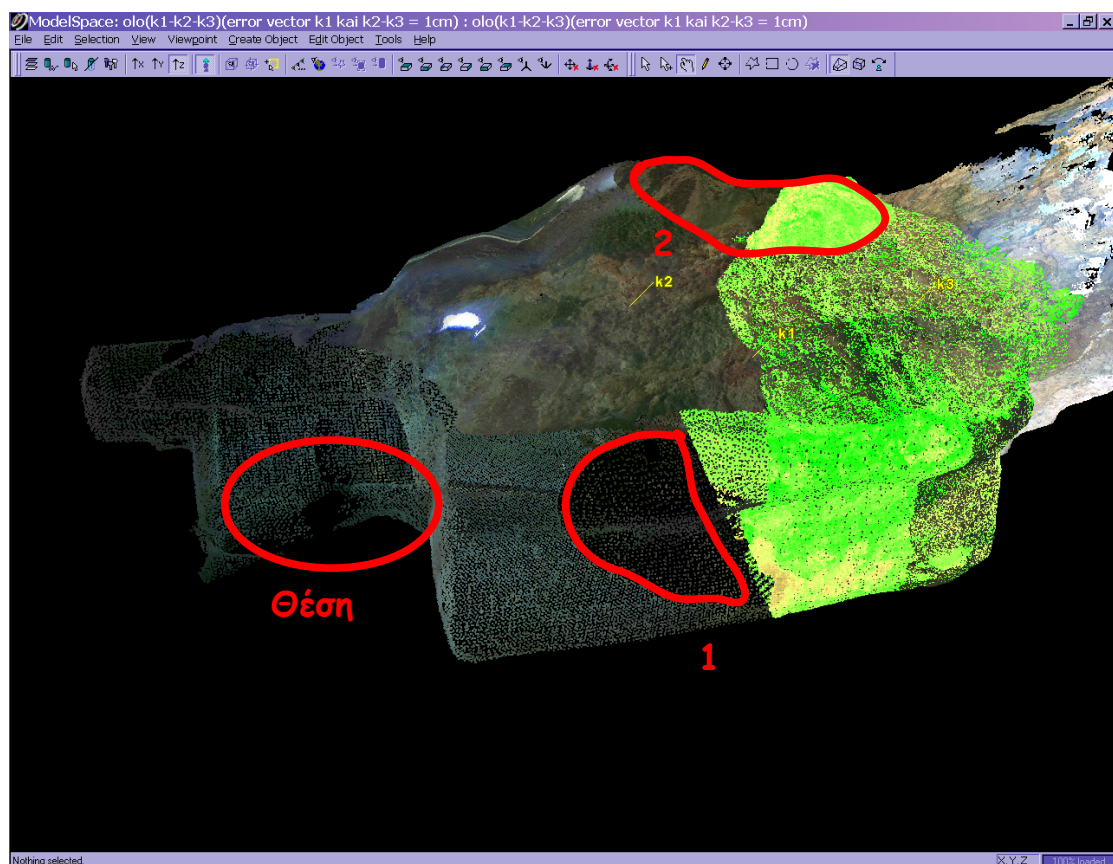 ModelSpace: olo(k1-k2-k3)(error vector k1 kai k2-k3 = 1cm) : olo(k1-k2-k3)(error vector k1 kai k2-k3 = 1cm)
File Edit Selection View Viewpoint Create Object Edit Object Tools Help
2
k2
k3
k1
Θέση
1
Nothing selected.
X,Y,Z 100% loaded